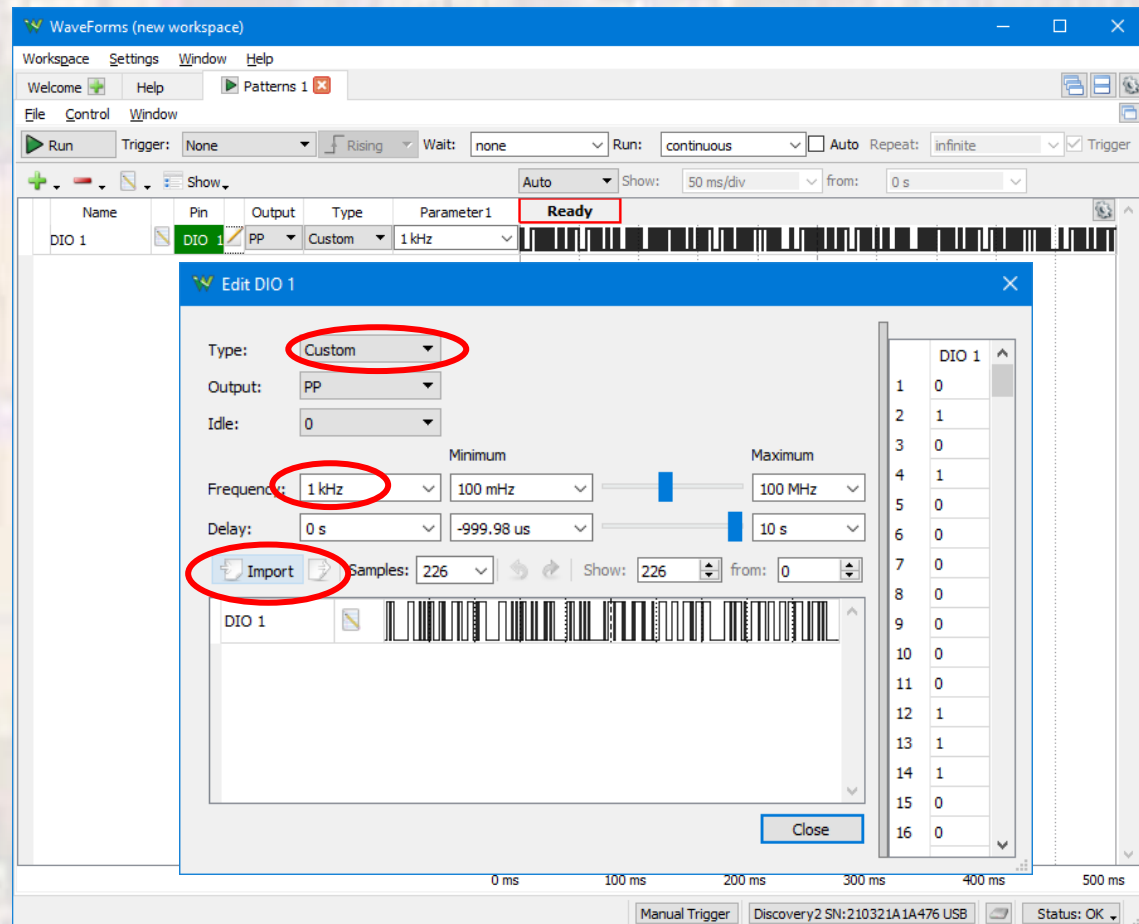 WaveForms (new workspace)
Workspace Settings Window Help
Welcome Help Patterns 1
File Control Window
Run Trigger: None Rising Wait: none Run: continuous Auto Repeat: infinite Trigger
Show Auto Show: 50 ms/div from: 0 s
Name Pin Output Type Parameter1 Ready
DIO 1 DIO 1 PP Custom 1 kHz
Edit DIO 1
Type: Custom
Output: PP
Idle: 0
Minimum Maximum
Frequency: 1 kHz 100 mHz 100 MHz
Delay: 0 s -999.98 us 10 s
Import Samples: 226 Show: 226 from: 0
DIO 1
Close
DIO 1
1 0
2 1
3 0
4 1
5 0
6 0
7 0
8 0
9 0
10 0
11 0
12 1
13 1
14 1
15 0
16 0
0 ms 100 ms 200 ms 300 ms 400 ms 500 ms
Manual Trigger Discovery2 SN:210321A1A476 USB Status: OK